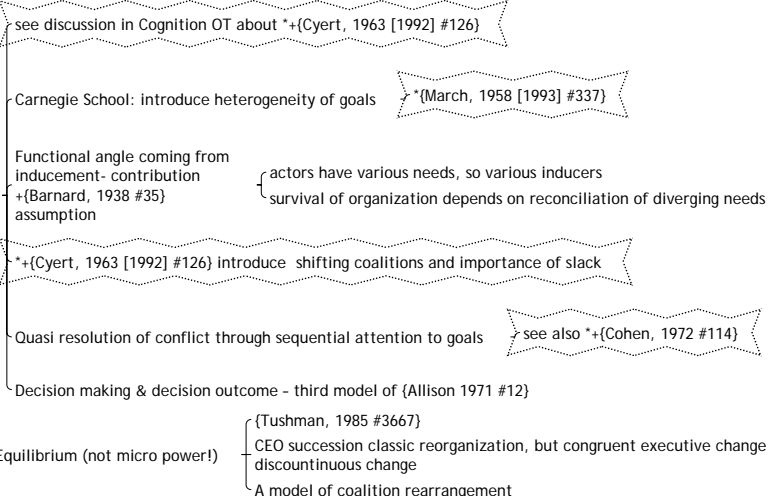 see discussion in Cognition OT about *+{Cyert, 1963 [1992] #126}
Carnegie School: introduce heterogeneity of goals
*{March, 1958 [1993] #337}
Functional angle coming from
inducement- contribution
+{Barnard, 1938 #35}
assumption
actors have various needs, so various inducers
survival of organization depends on reconciliation of diverging needs
*+{Cyert, 1963 [1992] #126} introduce shifting coalitions and importance of slack
Quasi resolution of conflict through sequential attention to goals
see also *+{Cohen, 1972 #114}
Decision making & decision outcome – third model of {Allison 1971 #12}
Equilibrium (not micro power!)
{Tushman, 1985 #3667}
CEO succession classic reorganization, but congruent executive change
discountinuous change
A model of coalition rearrangement